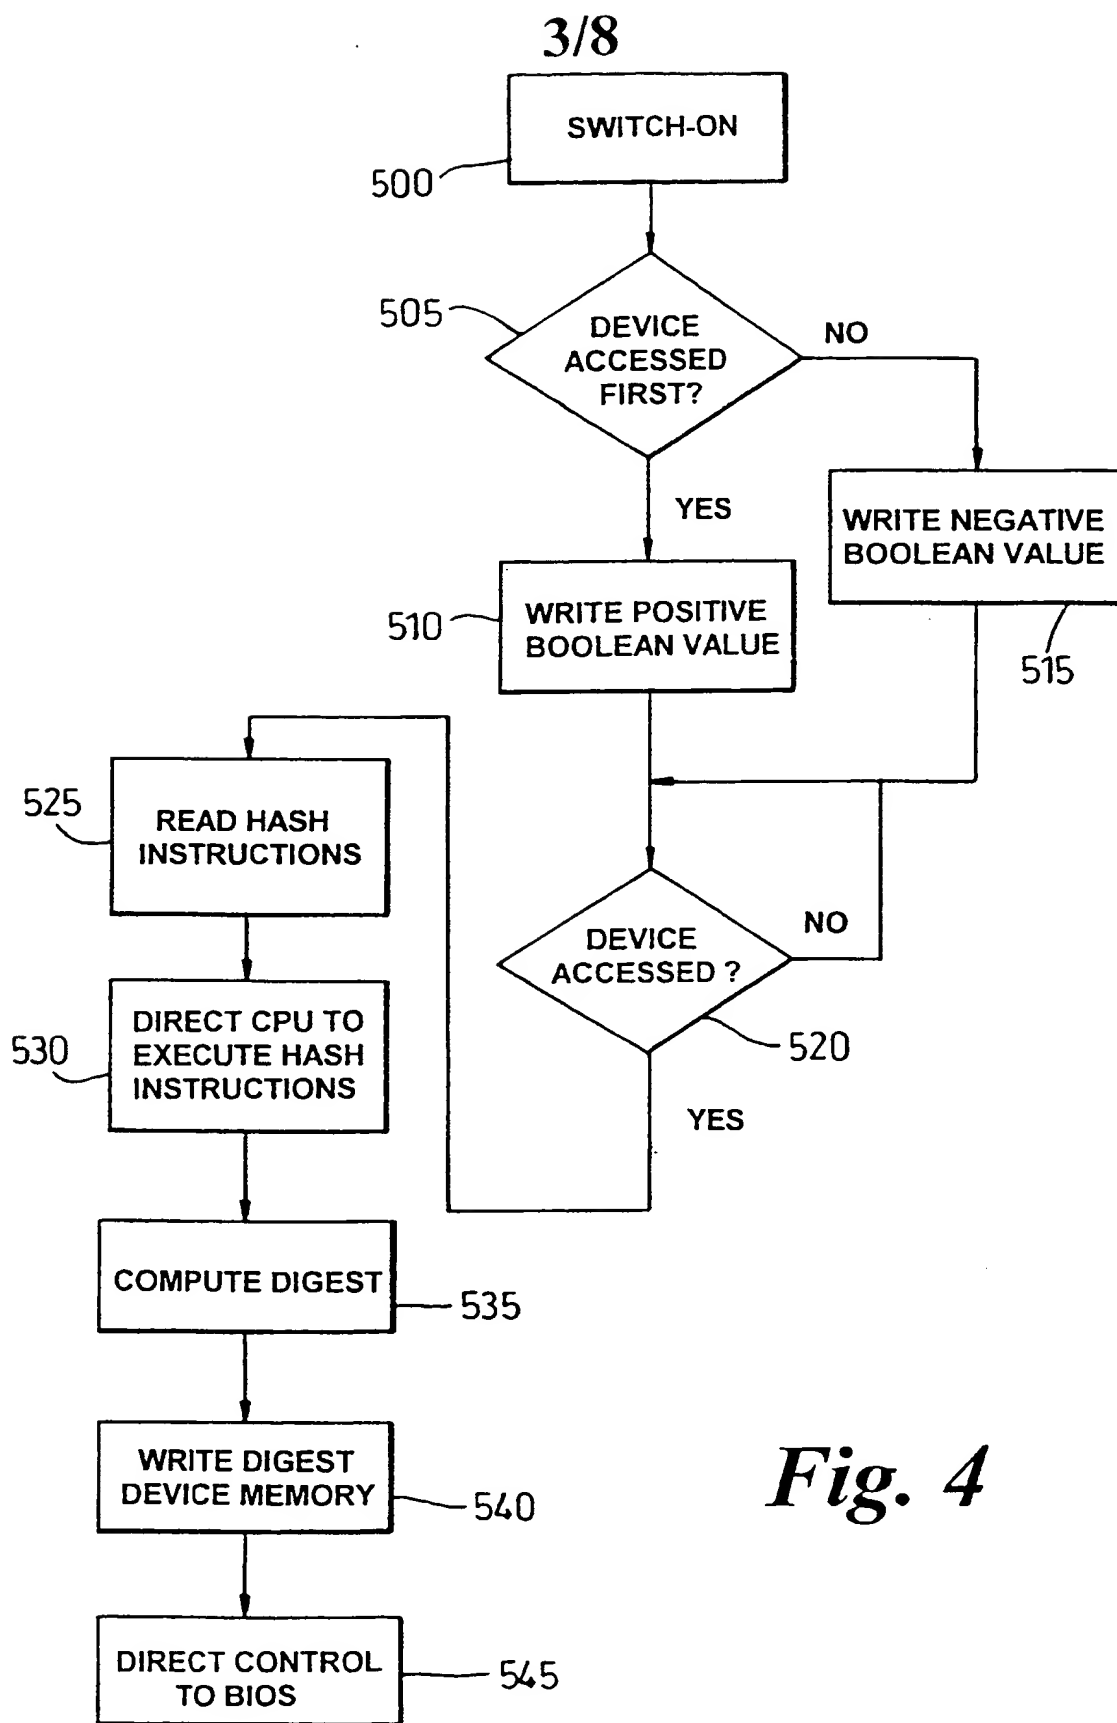 3/8
SWITCH-ON
500
505
DEVICE
ACCESSED
FIRST?
NO
YES
WRITE NEGATIVE
BOOLEAN VALUE
515
510
WRITE POSITIVE
BOOLEAN VALUE
525
READ HASH
INSTRUCTIONS
DEVICE
ACCESSED ?
NO
520
YES
530
DIRECT CPU TO
EXECUTE HASH
INSTRUCTIONS
COMPUTE DIGEST
535
WRITE DIGEST
DEVICE MEMORY
540
DIRECT CONTROL
TO BIOS
545
Fig. 4